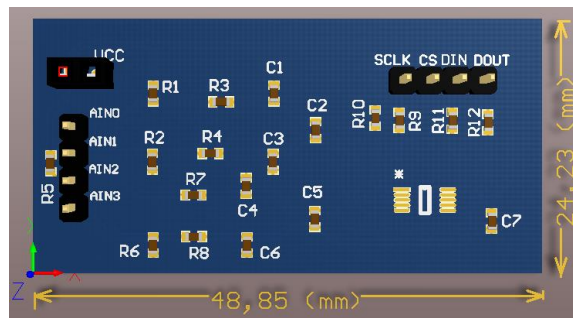 VCC
SCLK CS DIN DOUT
C1
R1
R3
AIN0
C2
R10
R9
R11
R12
AIN1
R2
R4
C3
R5
AIN2
R7
AIN3
C4
C5
C7
R6
R8
C6
24,23 (mm)
Z
X
48,85 (mm)